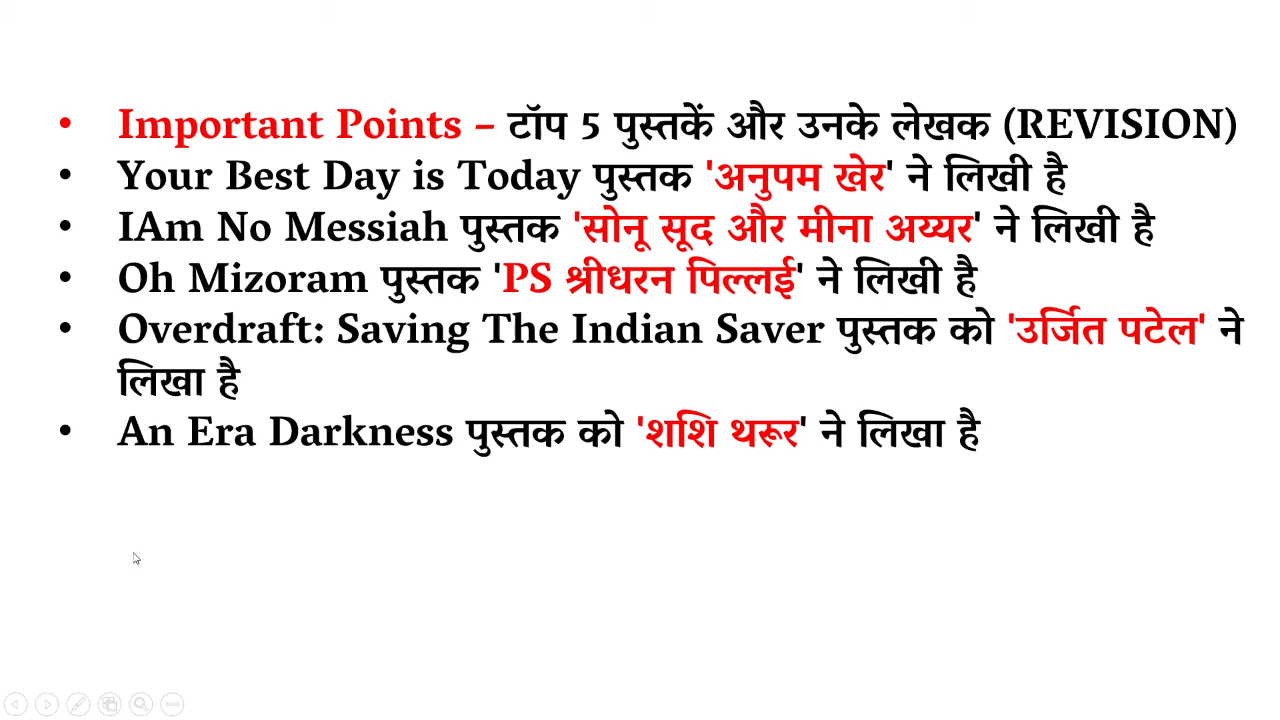 • Important Points – टॉप 5 पुस्तकें और उनके लेखक (REVISION)
• Your Best Day is Today पुस्तक 'अनुपम खेर' ने लिखी है
• IAm No Messiah पुस्तक 'सोनू सूद और मीना अय्यर' ने लिखी है
• Oh Mizoram पुस्तक 'PS श्रीधरन पिल्लई' ने लिखी है
• Overdraft: Saving The Indian Saver पुस्तक को 'उर्जित पटेल' ने
लिखा है
• An Era Darkness पुस्तक को 'शशि थरूर' ने लिखा है